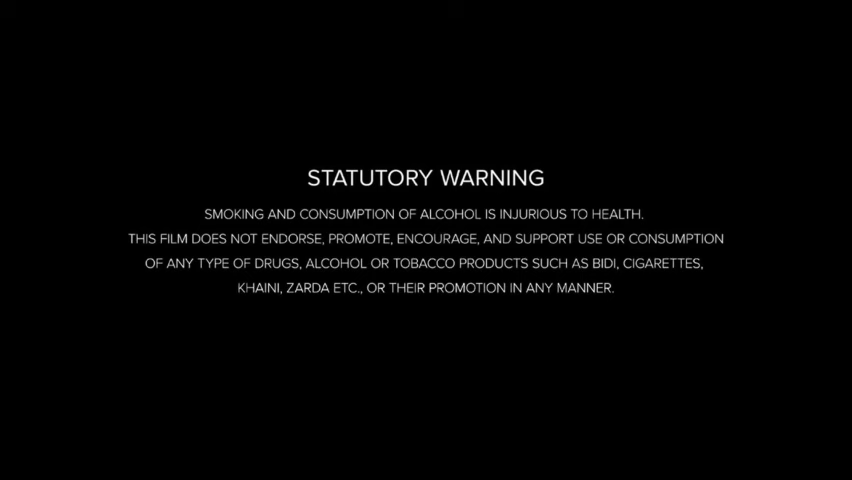 STATUTORY WARNING
SMOKING AND CONSUMPTION OF ALCOHOL IS INJURIOUS TO HEALTH.
THIS FILM DOES NOT ENDORSE, PROMOTE, ENCOURAGE, AND SUPPORT USE OR CONSUMPTION
OF ANY TYPE OF DRUGS, ALCOHOL OR TOBACCO PRODUCTS SUCH AS BIDI, CIGARETTES,
KHAINI, ZARDA ETC., OR THEIR PROMOTION IN ANY MANNER.